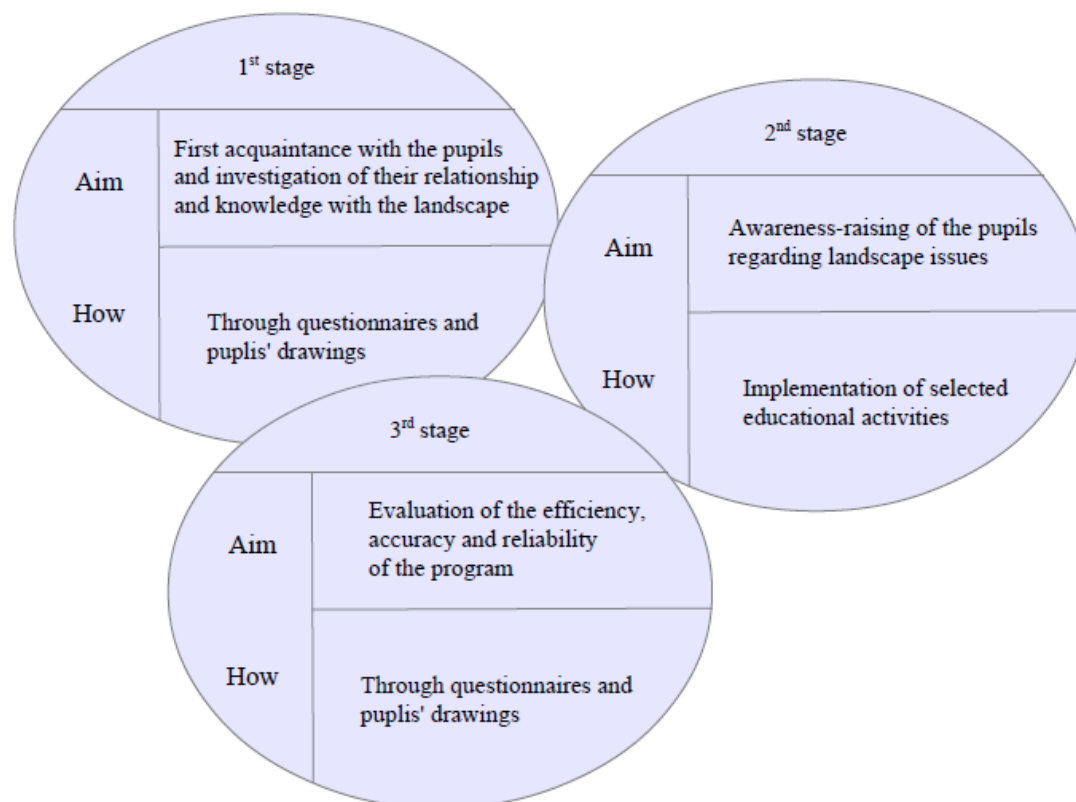 1st stage
Aim
First acquaintance with the pupils
and investigation of their relationship
and knowledge with the landscape
How
Through questionnaires and
puplis' drawings
2nd stage
Aim
Awareness-raising of the pupils
regarding landscape issues
How
Implementation of selected
educational activities
3rd stage
Aim
Evaluation of the efficiency,
accuracy and reliability
of the program
How
Through questionnaires and
puplis' drawings